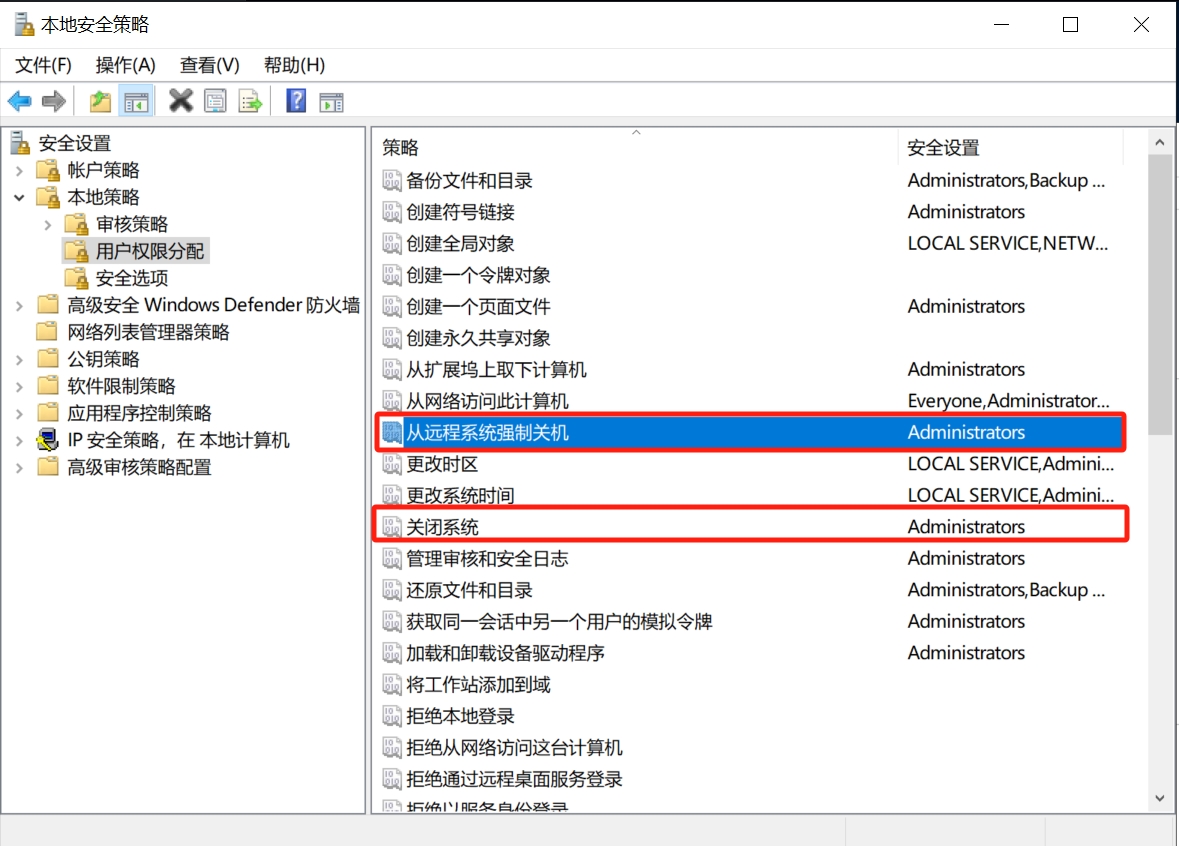 本地安全策略
文件(F) 操作(A) 查看(V) 帮助(H)
安全设置
帐户策略
本地策略
审核策略
用户权限分配
安全选项
高级安全 Windows Defender 防火墙
网络列表管理器策略
公钥策略
软件限制策略
应用程序控制策略
IP 安全策略，在 本地计算机
高级审核策略配置
策略 安全设置
备份文件和目录 Administrators,Backup ...
创建符号链接 Administrators
创建全局对象 LOCAL SERVICE,NETW...
创建一个令牌对象
创建一个页面文件 Administrators
创建永久共享对象
从扩展坞上取下计算机 Administrators
从网络访问此计算机 Everyone,Administrator...
从远程系统强制关机 Administrators
更改时区 LOCAL SERVICE,Admini...
更改系统时间 LOCAL SERVICE,Admini...
关闭系统 Administrators
管理审核和安全日志 Administrators
还原文件和目录 Administrators,Backup ...
获取同一会话中另一个用户的模拟令牌 Administrators
加载和卸载设备驱动程序 Administrators
将工作站添加到域
拒绝本地登录
拒绝从网络访问这台计算机
拒绝通过远程桌面服务登录
拒绝以服务身份登录